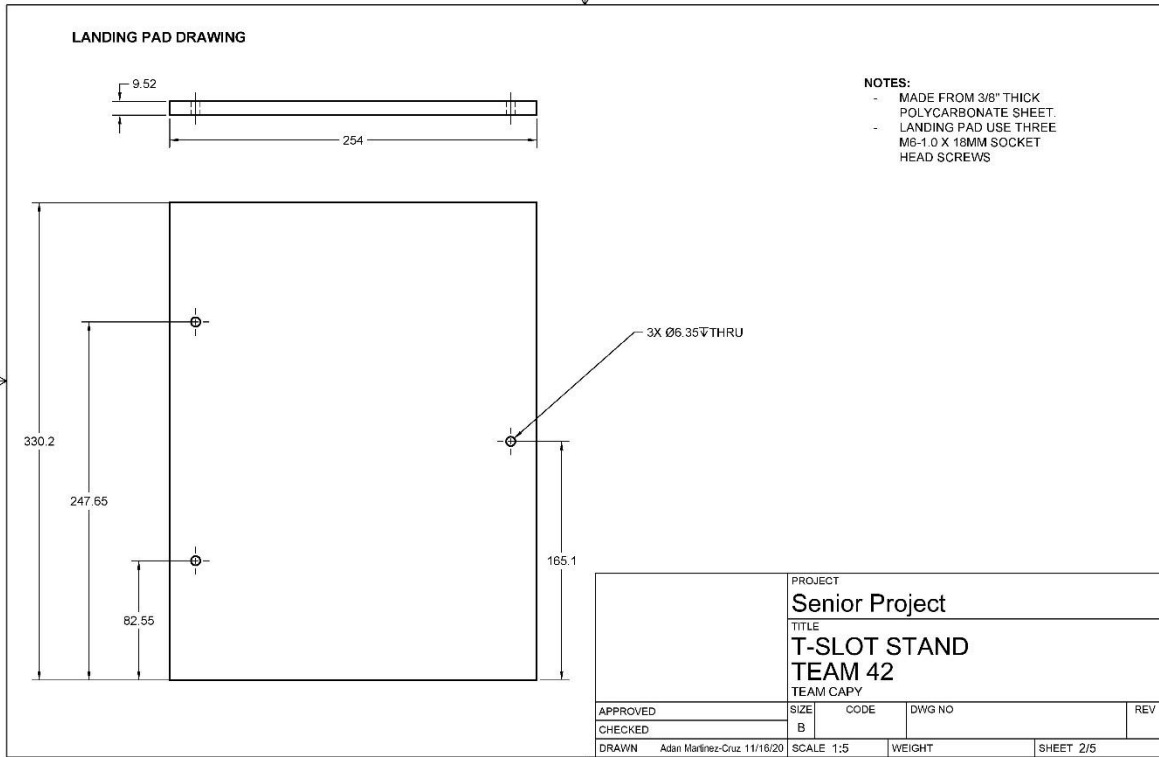 LANDING PAD DRAWING
9.52
254
NOTES:
- MADE FROM 3/8" THICK
POLYCARBONATE SHEET.
- LANDING PAD USE THREE
M6-1.0 X 18MM SOCKET
HEAD SCREWS
3X Ø6.35↧THRU
330.2
247.65
165.1
82.55
PROJECT
Senior Project
TITLE
T-SLOT STAND
TEAM 42
TEAM CAPY
APPROVED
CHECKED
SIZE CODE DWG NO REV
B
DRAWN Adan Martinez-Cruz 11/16/20 SCALE 1:5 WEIGHT SHEET 2/5